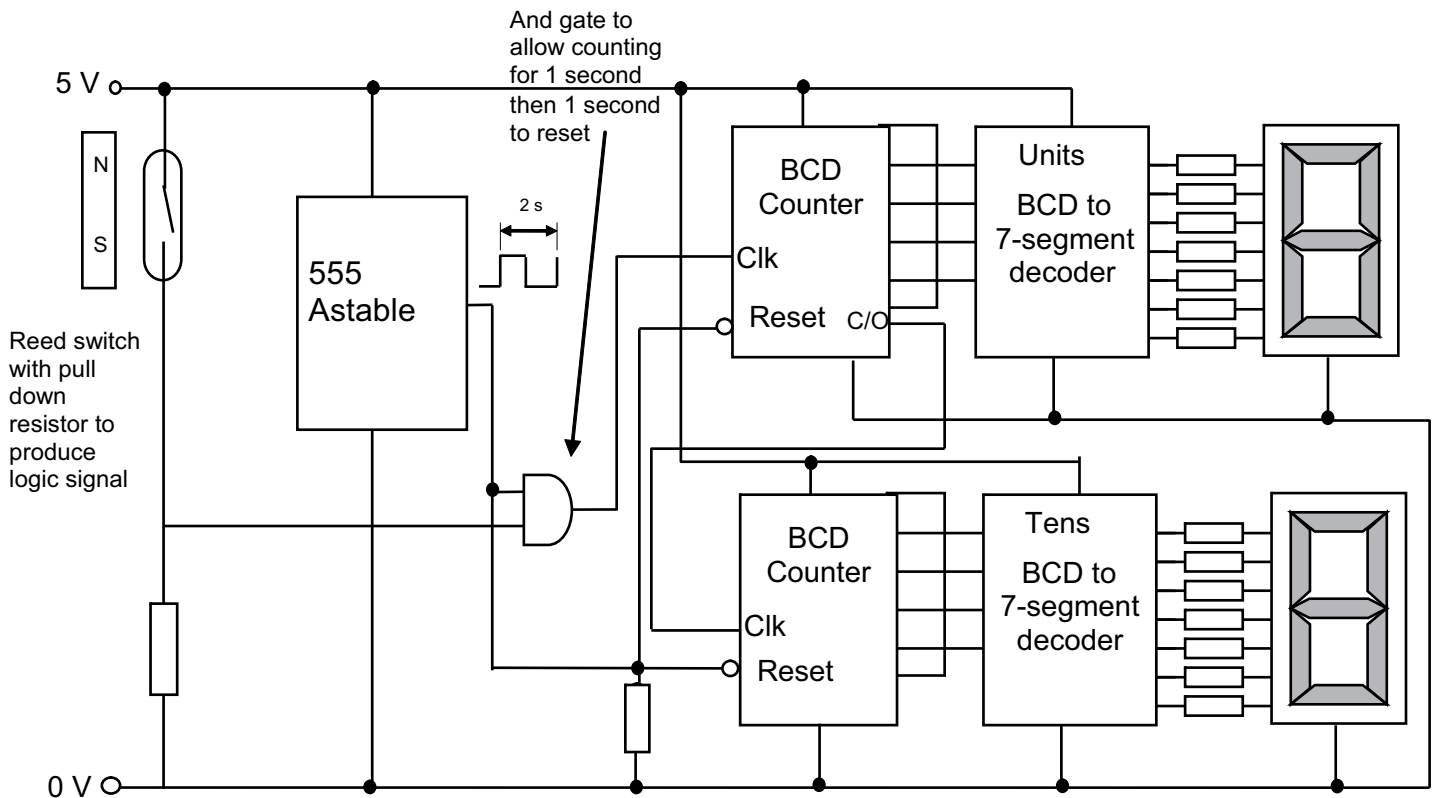 And gate to
allow counting
for 1 second
then 1 second
to reset
5 V
N
S
Reed switch
with pull
down
resistor to
produce
logic signal
555
Astable
2 s
BCD
Counter
Clk
Reset
C/O
Units
BCD to
7-segment
decoder
BCD
Counter
Clk
Reset
Tens
BCD to
7-segment
decoder
0 V